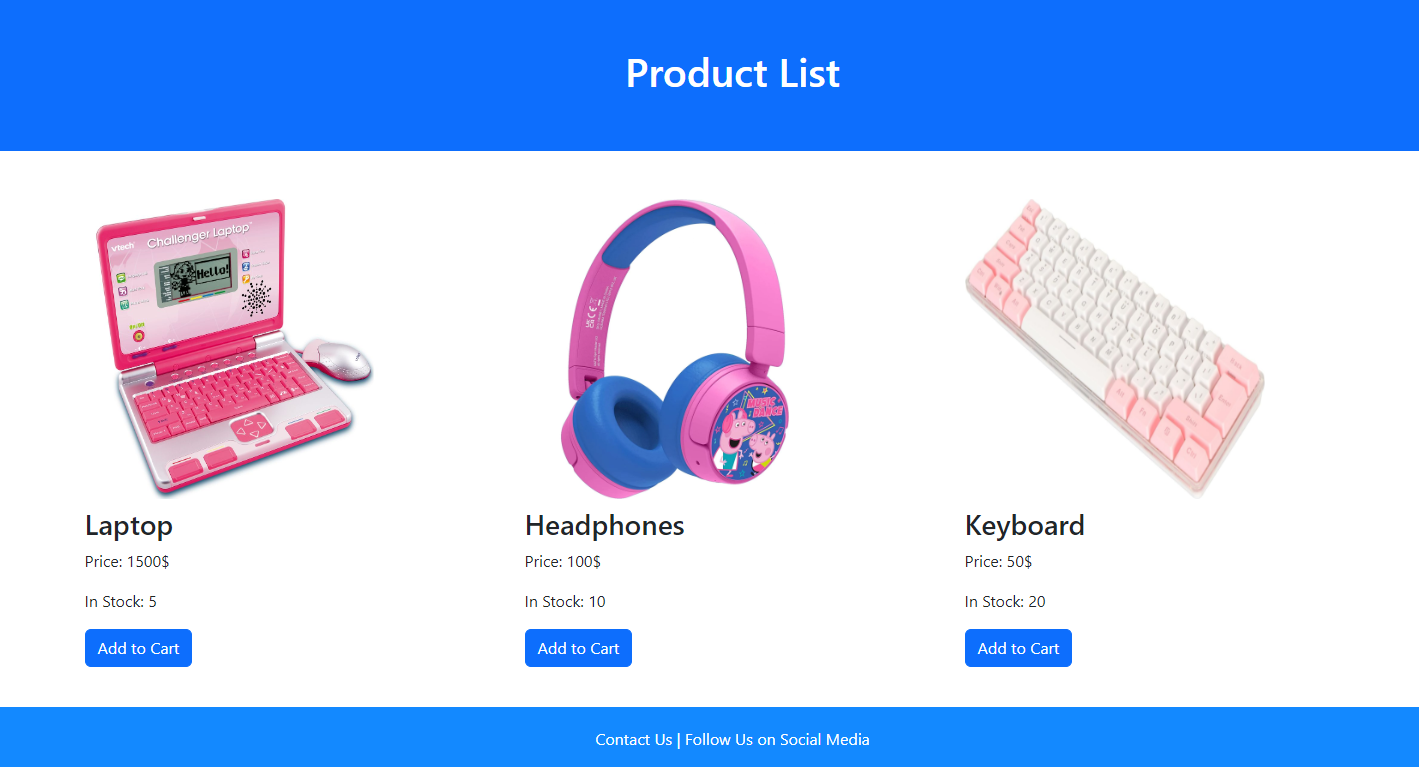 Product List
vtech
Challenger Laptop
Hello!
MUSIC
DANCE
Laptop
Price: 1500$
In Stock: 5
Add to Cart
Headphones
Price: 100$
In Stock: 10
Add to Cart
Keyboard
Price: 50$
In Stock: 20
Add to Cart
Contact Us | Follow Us on Social Media